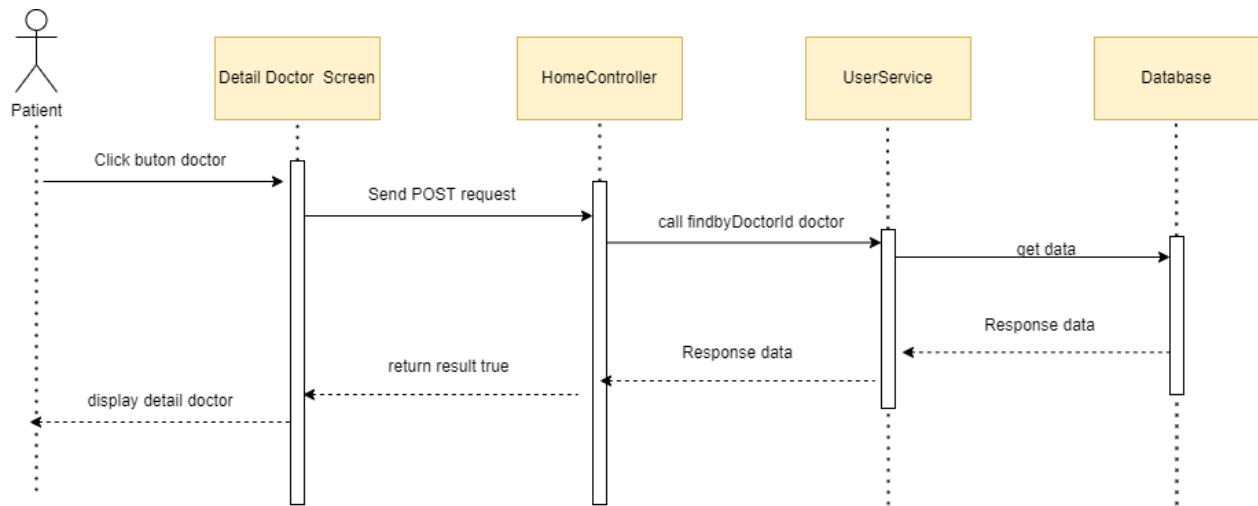 Patient
Detail Doctor Screen
HomeController
UserService
Database
Click buton doctor
Send POST request
call findbyDoctorId doctor
get data
Response data
Response data
return result true
display detail doctor